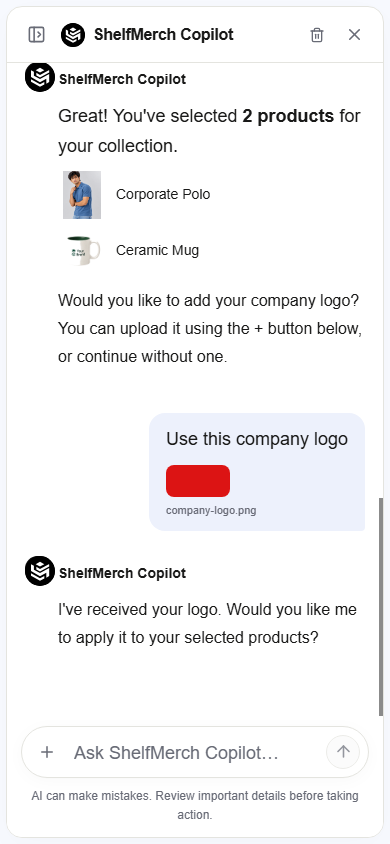 ShelfMerch Copilot
ShelfMerch Copilot
Great! You've selected 2 products for
your collection.
Corporate Polo
Ceramic Mug
Would you like to add your company logo?
You can upload it using the + button below,
or continue without one.
Use this company logo
company-logo.png
ShelfMerch Copilot
I've received your logo. Would you like me
to apply it to your selected products?
Ask ShelfMerch Copilot…
AI can make mistakes. Review important details before taking
action.